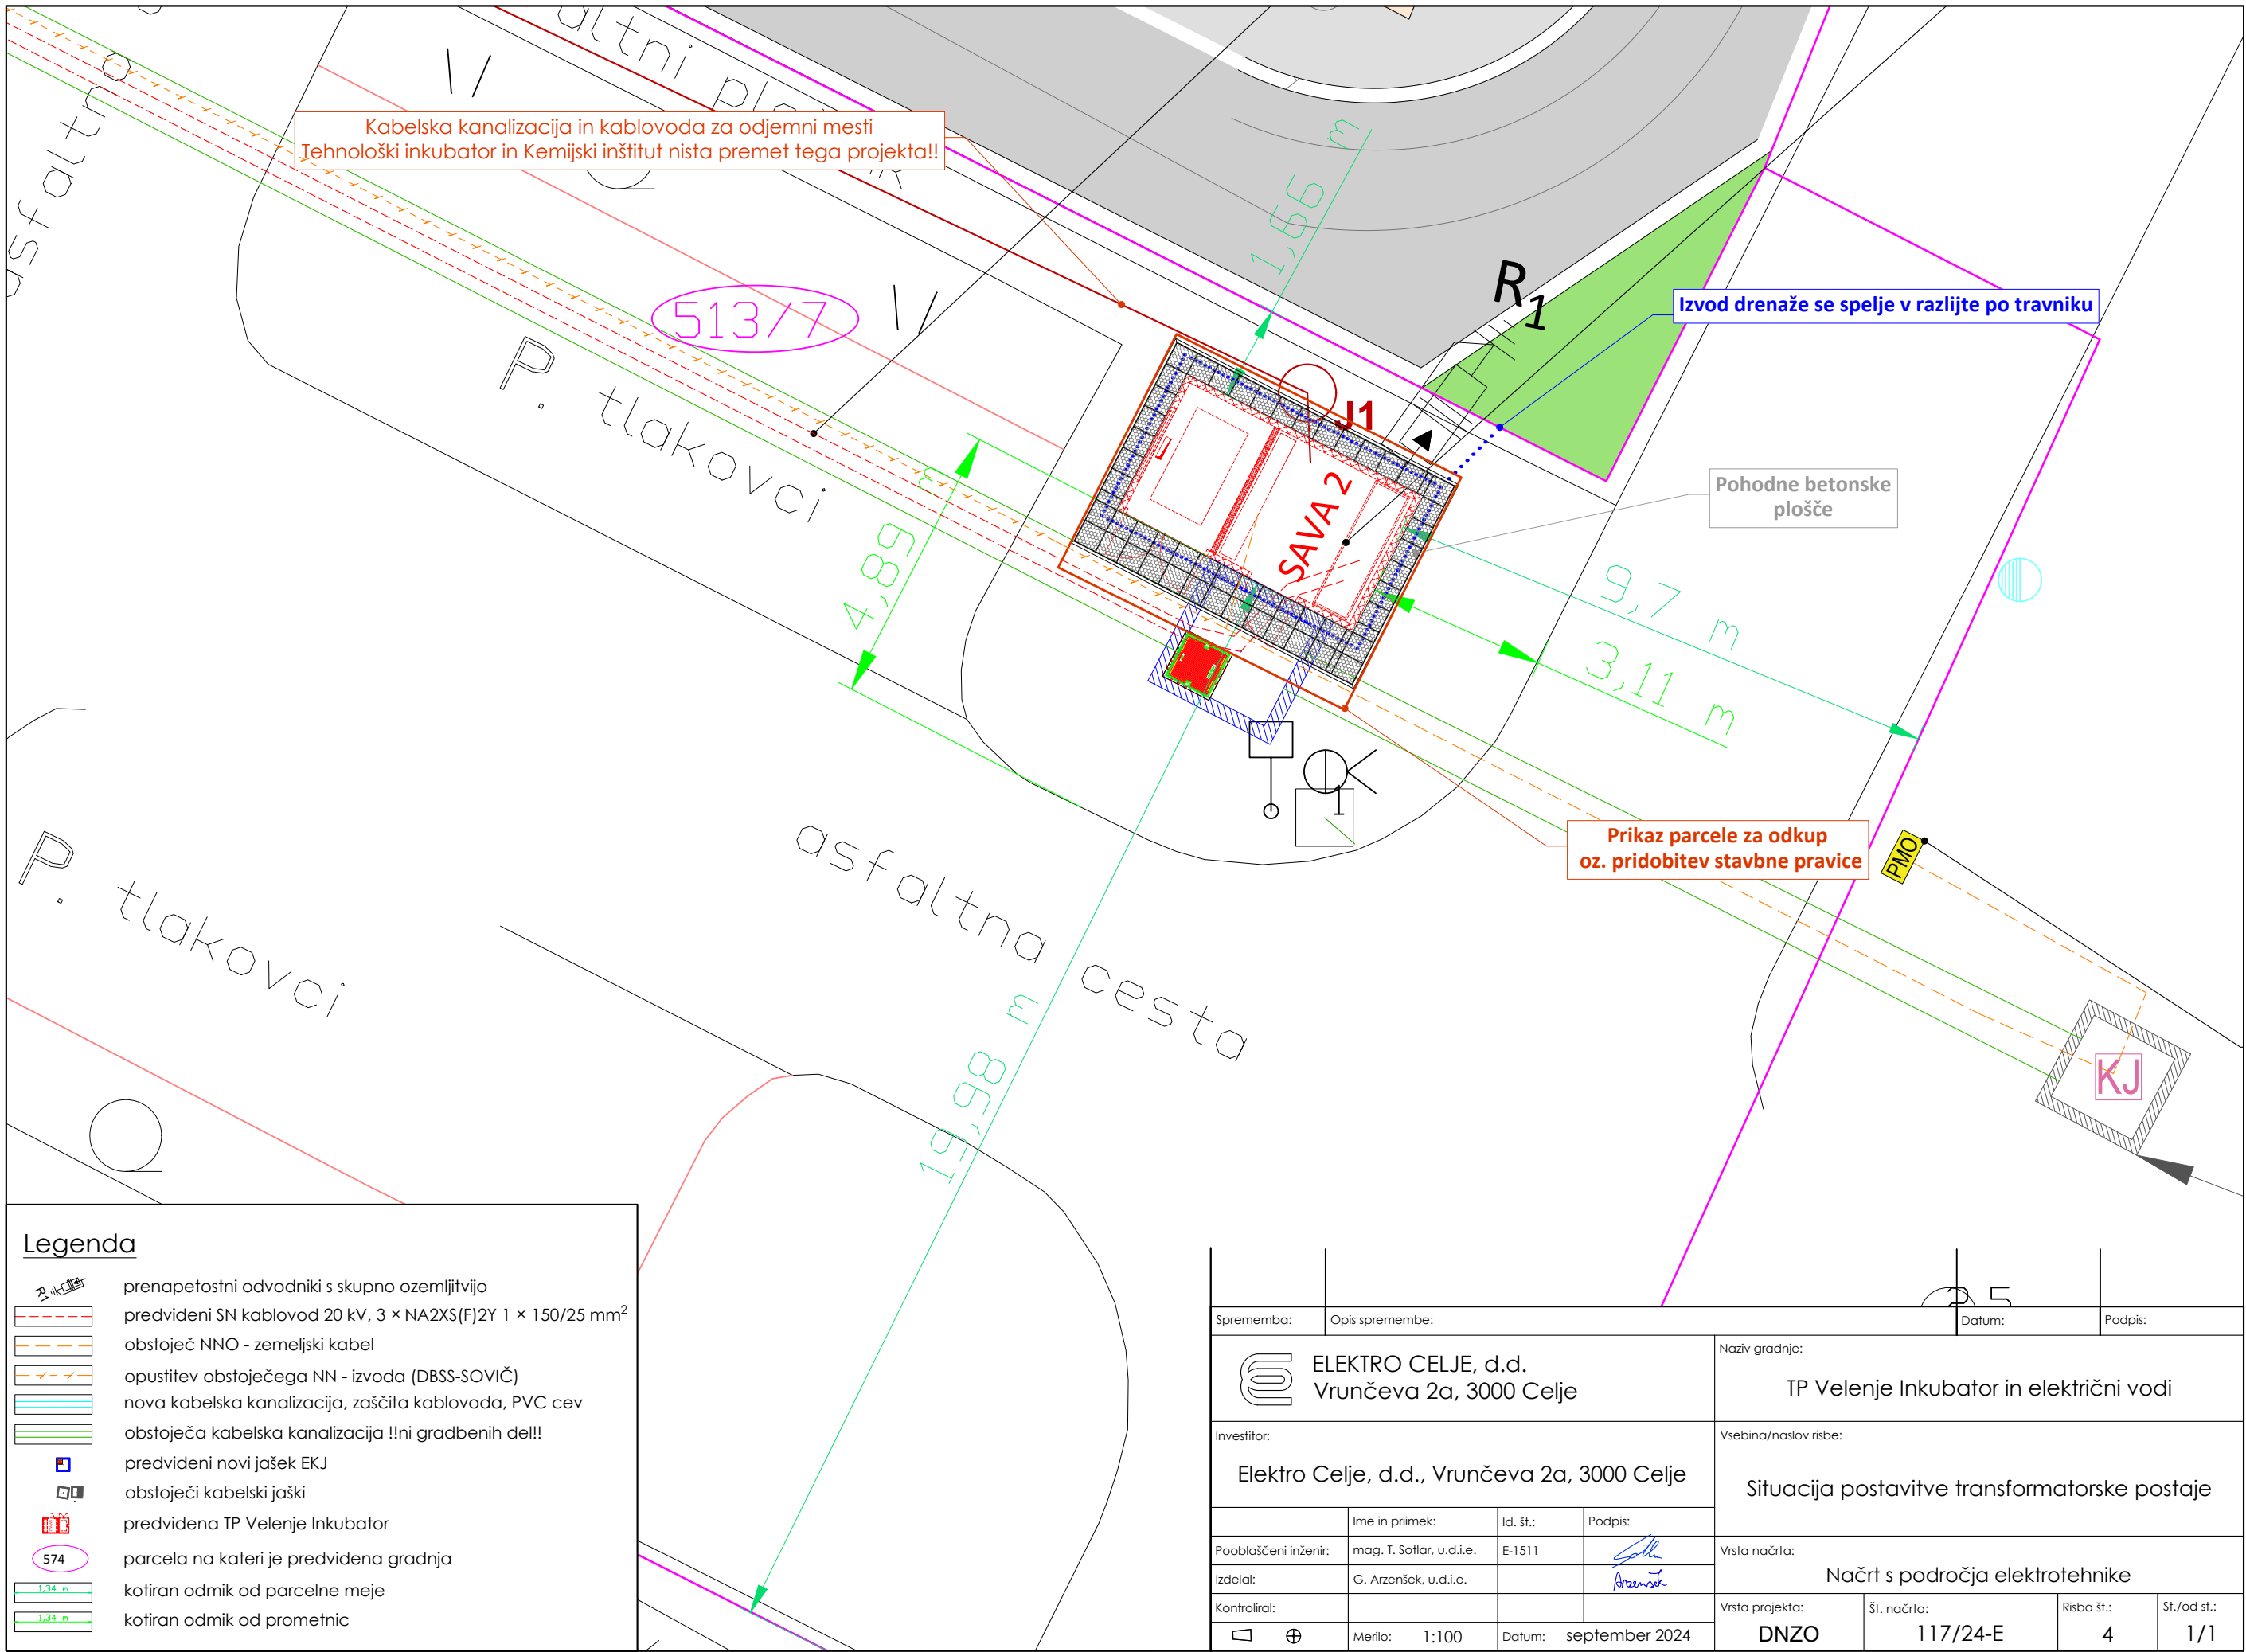 Kabelska kanalizacija in kablovoda za odjemni mesti
Tehnološki inkubator in Kemijski inštitut nista premet tega projekta!!
513/7
P. tlakovci
1,66 m
R1
Izvod drenaže se spelje v razlijte po travniku
J1
SAVA 2
Pohodne betonske
plošče
4,89 m
9,7 m
3,11 m
1
Prikaz parcele za odkup
oz. pridobitev stavbne pravice
PMO
KJ
P. tlakovci
asfaltna cesta
19,98 m
Legenda
R1
prenapetostni odvodniki s skupno ozemljitvijo
predvideni SN kablovod 20 kV, 3 × NA2XS(F)2Y 1 × 150/25 mm²
obstoječ NNO - zemeljski kabel
opustitev obstoječega NN - izvoda (DBSS-SOVIČ)
nova kabelska kanalizacija, zaščita kablovoda, PVC cev
obstoječa kabelska kanalizacija !!ni gradbenih del!!
predvideni novi jašek EKJ
obstoječi kabelski jaški
predvidena TP Velenje Inkubator
574 parcela na kateri je predvidena gradnja
1,34 m kotiran odmik od parcelne meje
1,34 m kotiran odmik od prometnic
Sprememba: Opis spremembe: Datum: Podpis:
ELEKTRO CELJE, d.d.
Vrunčeva 2a, 3000 Celje
Naziv gradnje:
TP Velenje Inkubator in električni vodi
Investitor:
Elektro Celje, d.d., Vrunčeva 2a, 3000 Celje
Vsebina/naslov risbe:
Situacija postavitve transformatorske postaje
Ime in priimek: Id. št.: Podpis:
Pooblaščeni inženir: mag. T. Sotlar, u.d.i.e. E-1511
Izdelal: G. Arzenšek, u.d.i.e. Arzenšek
Kontroliral:
Merilo: 1:100 Datum: september 2024
Vrsta načrta:
Načrt s področja elektrotehnike
Vrsta projekta: Št. načrta: Risba št.: St./od st.:
DNZO 117/24-E 4 1/1